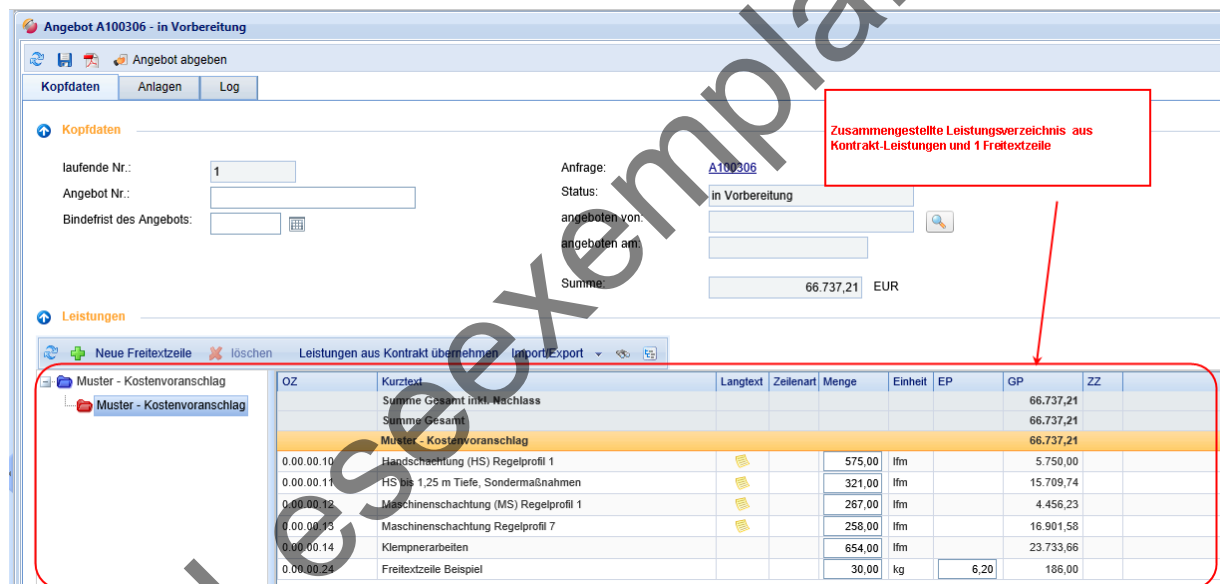 Angebot A100306 - in Vorbereitung
Angebot abgeben
Kopfdaten Anlagen Log
Kopfdaten
Zusammengestellte Leistungsverzeichnis aus
Kontrakt-Leistungen und 1 Freitextzeile
laufende Nr.: 1 Anfrage: A100306
Angebot Nr.: Status: in Vorbereitung
Bindefrist des Angebots: angeboten von:
angeboten am:
Summe: 66.737,21 EUR
Leistungen
Neue Freitextzeile löschen Leistungen aus Kontrakt übernehmen Import/Export
Muster - Kostenvoranschlag
Muster - Kostenvoranschlag
OZ Kurztext Langtext Zeilenart Menge Einheit EP GP ZZ
Summe Gesamt inkl. Nachlass 66.737,21
Summe Gesamt 66.737,21
Muster - Kostenvoranschlag 66.737,21
0.00.00.10 Handschachtung (HS) Regelprofil 1 575,00 lfm 5.750,00
0.00.00.11 HS bis 1,25 m Tiefe, Sondermaßnahmen 321,00 lfm 15.709,74
0.00.00.12 Maschinenschachtung (MS) Regelprofil 1 267,00 lfm 4.456,23
0.00.00.13 Maschinenschachtung Regelprofil 7 258,00 lfm 16.901,58
0.00.00.14 Klempnerarbeiten 654,00 lfm 23.733,66
0.00.00.24 Freitextzeile Beispiel 30,00 kg 6,20 186,00
Leseexemplar